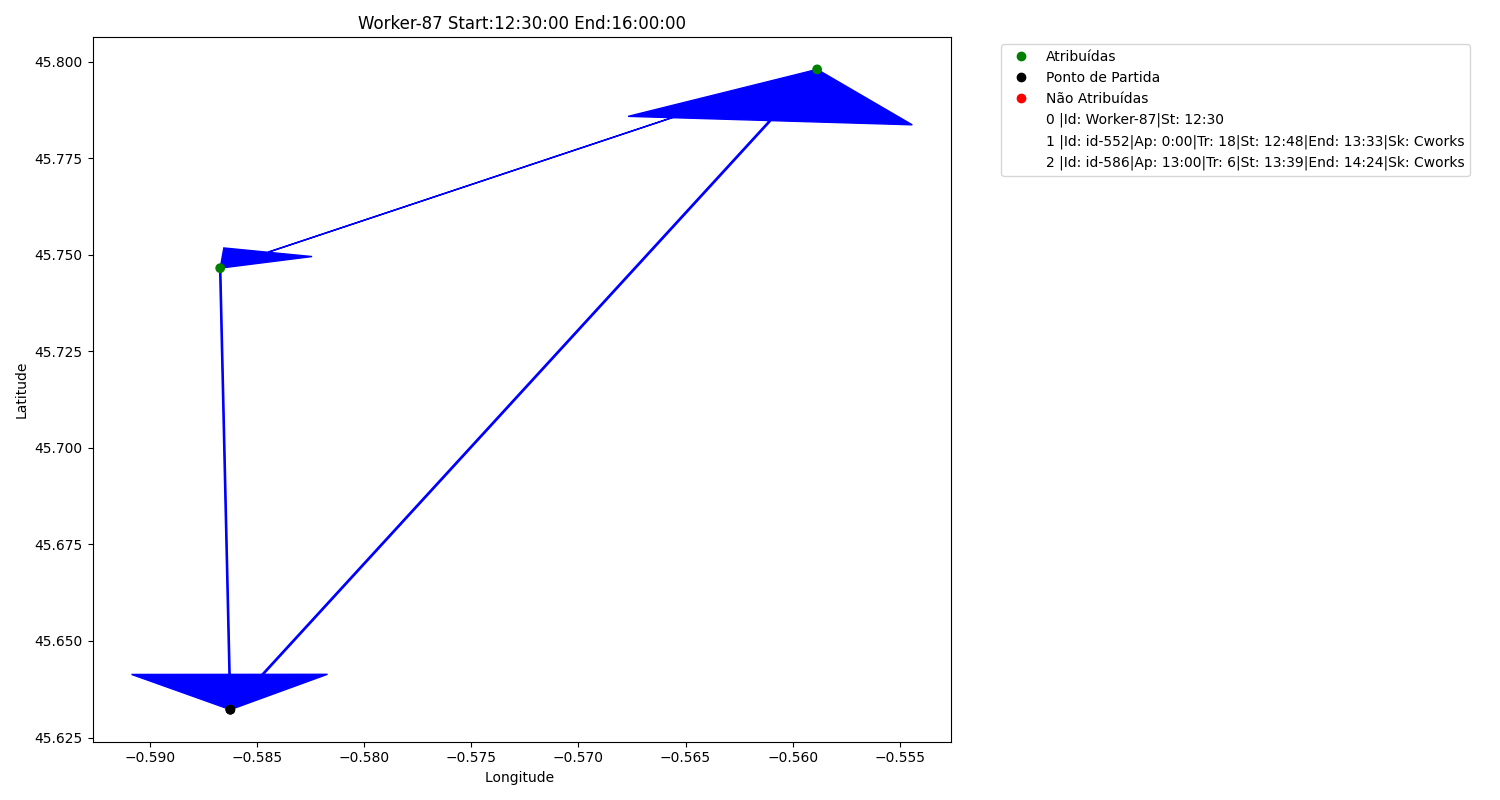 Worker-87 Start:12:30:00 End:16:00:00
Atribuídas
Ponto de Partida
Não Atribuídas
0 |Id: Worker-87|St: 12:30
1 |Id: id-552|Ap: 0:00|Tr: 18|St: 12:48|End: 13:33|Sk: Cworks
2 |Id: id-586|Ap: 13:00|Tr: 6|St: 13:39|End: 14:24|Sk: Cworks
Latitude
45.800
45.775
45.750
45.725
45.700
45.675
45.650
45.625
−0.590 −0.585 −0.580 −0.575 −0.570 −0.565 −0.560 −0.555
Longitude